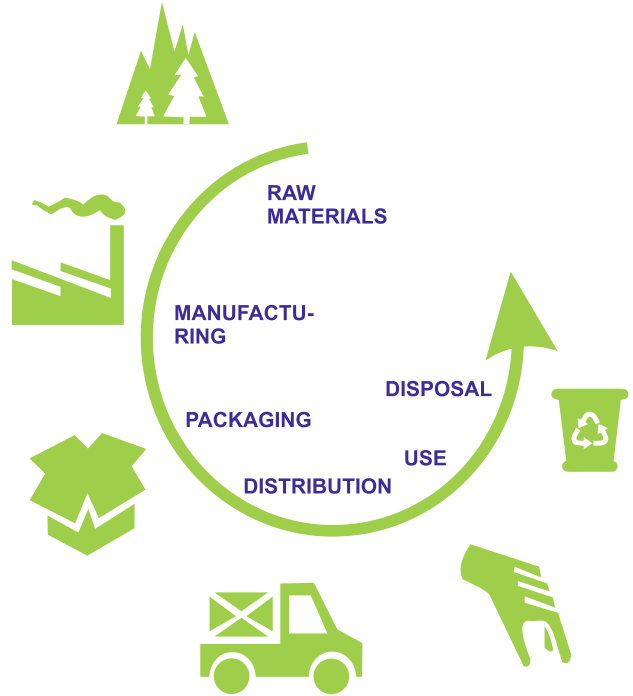 RAW
MATERIALS
MANUFACTU-
RING
PACKAGING
DISTRIBUTION
USE
DISPOSAL